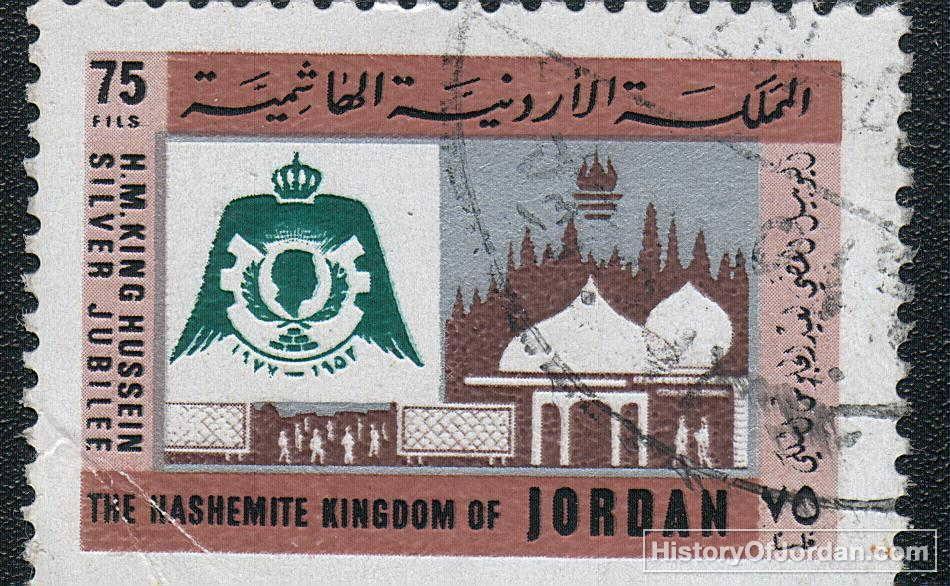 75
FILS
المملكة الأردنية الهاشمية
H.M.KING HUSSEIN
SILVER JUBILEE
١٩٧٧ — ١٩٥٢
THE HASHEMITE KINGDOM OF JORDAN
٧٥
HistoryOfJordan.com